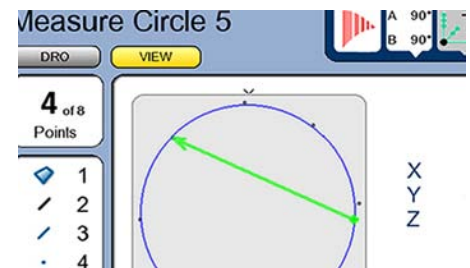 Measure Circle 5
A 90°
B 90°
DRO
VIEW
4 of 8
Points
1
2
3
4
X
Y
Z